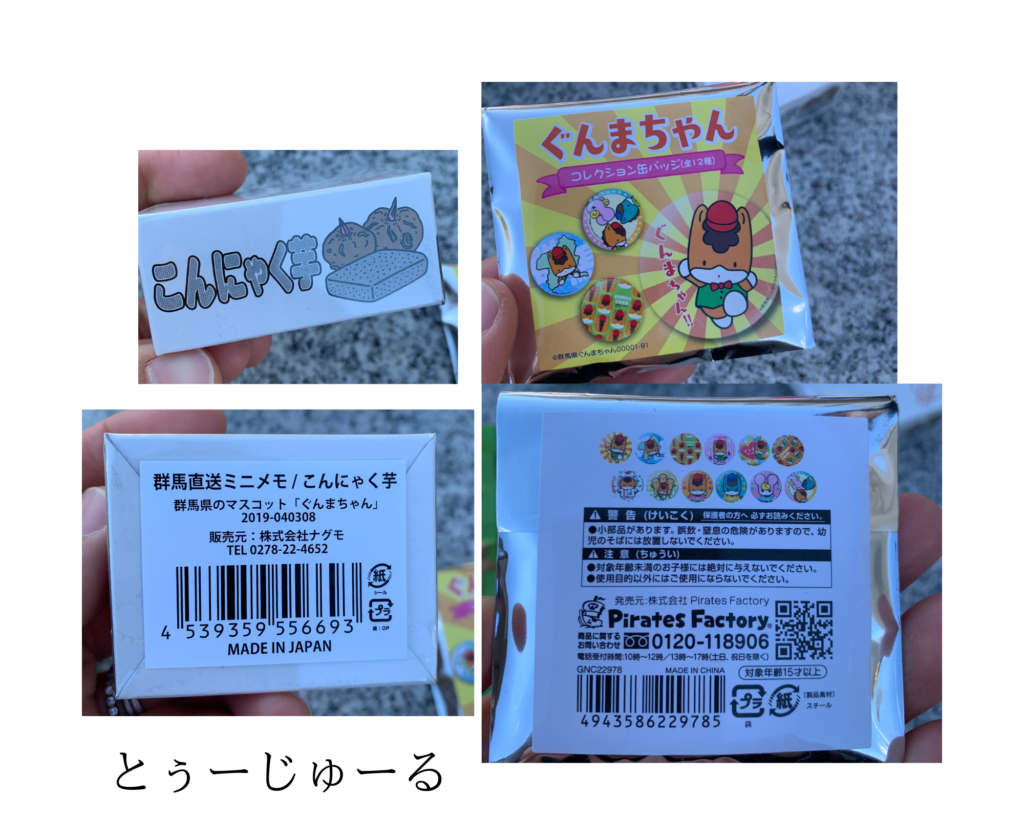 こんにゃく芋
ぐんまちゃん
コレクション缶バッジ(全12種)
ぐんまちゃん!!
©群馬県ぐんまちゃん00001-91
群馬直送ミニメモ/こんにゃく芋
群馬県のマスコット「ぐんまちゃん」
2019-040308
販売元:株式会社ナグモ
TEL 0278-22-4652
紙
シール
プラ
袋:OP
4 539359 556693
MADE IN JAPAN
警告 (けいこく) 保護者の方へ 必ずお読みください。
●小部品があります。誤飲・窒息の危険がありますので、幼
児のそばには放置しないでください。
注意 (ちゅうい)
●対象年齢未満のお子様には絶対に与えないでください。
●使用目的以外にはご使用にならないでください。
発売元:株式会社 Pirates Factory
Pirates Factory®
商品に関する
お問い合わせ
0120-118906
電話受付時間:10時〜12時/13時〜17時(土日、祝日を除く)
GNC22978 MADE IN CHINA
対象年齢15才以上
4943586229785
プラ
袋
紙
(製品素材)
スチール
とぅーじゅーる